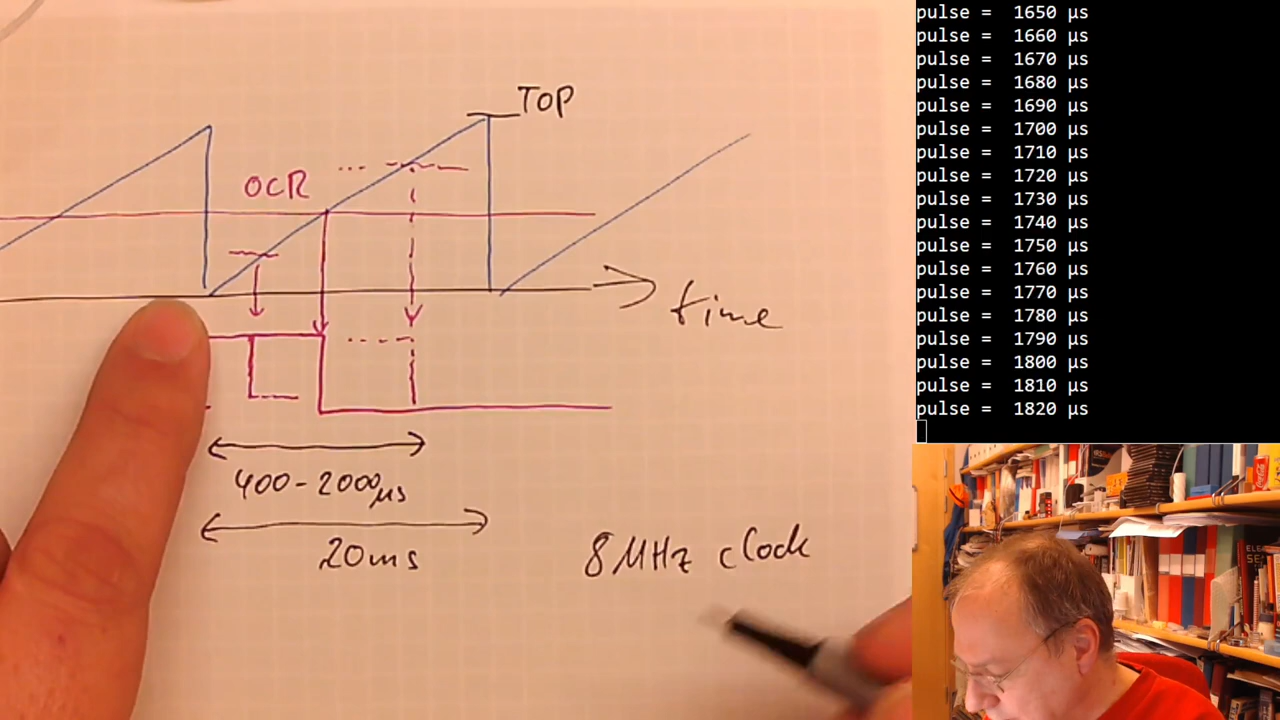 TOP
OCR
time
400-2000µs
20ms
8MHz clock
pulse =  1650 µs
pulse =  1660 µs
pulse =  1670 µs
pulse =  1680 µs
pulse =  1690 µs
pulse =  1700 µs
pulse =  1710 µs
pulse =  1720 µs
pulse =  1730 µs
pulse =  1740 µs
pulse =  1750 µs
pulse =  1760 µs
pulse =  1770 µs
pulse =  1780 µs
pulse =  1790 µs
pulse =  1800 µs
pulse =  1810 µs
pulse =  1820 µs